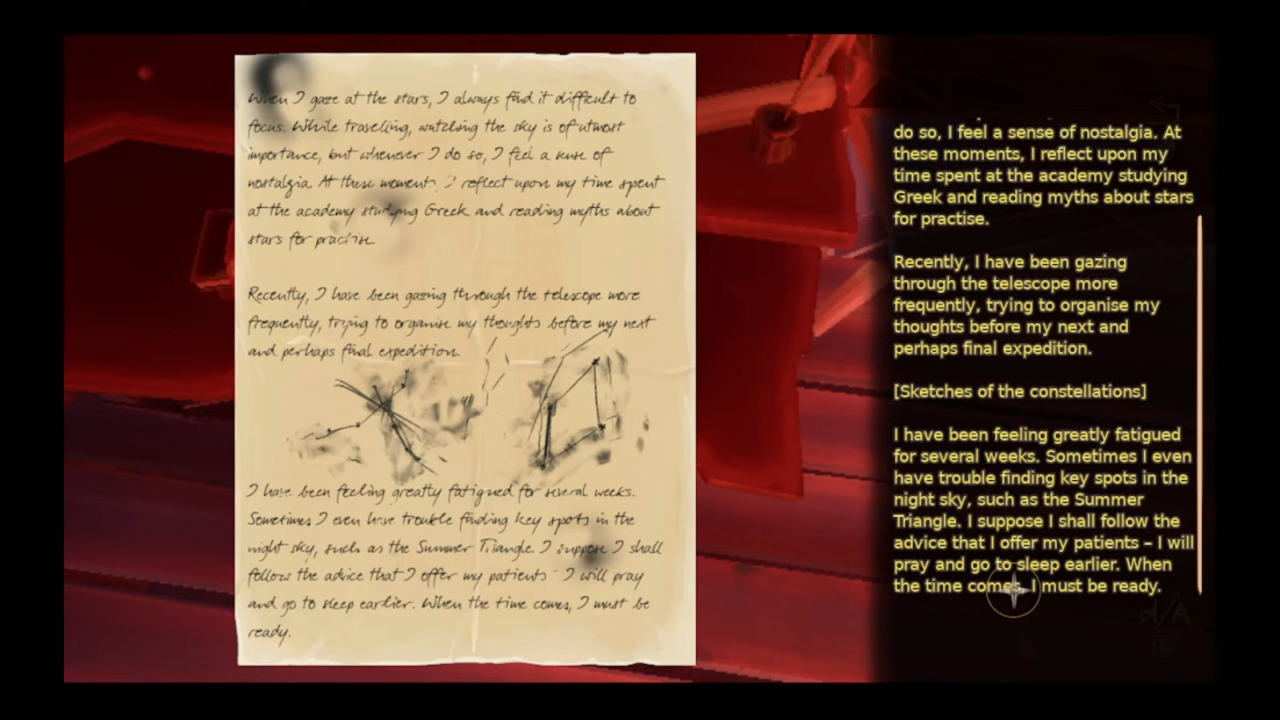 When I gaze at the stars, I always find it difficult to
focus. While traveling, watching the sky is of utmost
importance, but whenever I do so, I feel a sense of
nostalgia. At these moments, I reflect upon my time spent
at the academy studying Greek and reading myths about
stars for practise.
Recently, I have been gazing through the telescope more
frequently, trying to organise my thoughts before my next
and perhaps final expedition.
I have been feeling greatly fatigued for several weeks.
Sometimes I even have trouble finding key spots in the
night sky, such as the Summer Triangle. I suppose I shall
follow the advice that I offer my patients - I will pray
and go to sleep earlier. When the time comes, I must be
ready.
do so, I feel a sense of nostalgia. At
these moments, I reflect upon my
time spent at the academy studying
Greek and reading myths about stars
for practise.
Recently, I have been gazing
through the telescope more
frequently, trying to organise my
thoughts before my next and
perhaps final expedition.
[Sketches of the constellations]
I have been feeling greatly fatigued
for several weeks. Sometimes I even
have trouble finding key spots in the
night sky, such as the Summer
Triangle. I suppose I shall follow the
advice that I offer my patients – I will
pray and go to sleep earlier. When
the time comes, I must be ready.
A/A